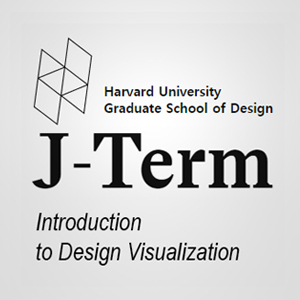 Harvard University
Graduate School of Design
J-Term
Introduction
to Design Visualization